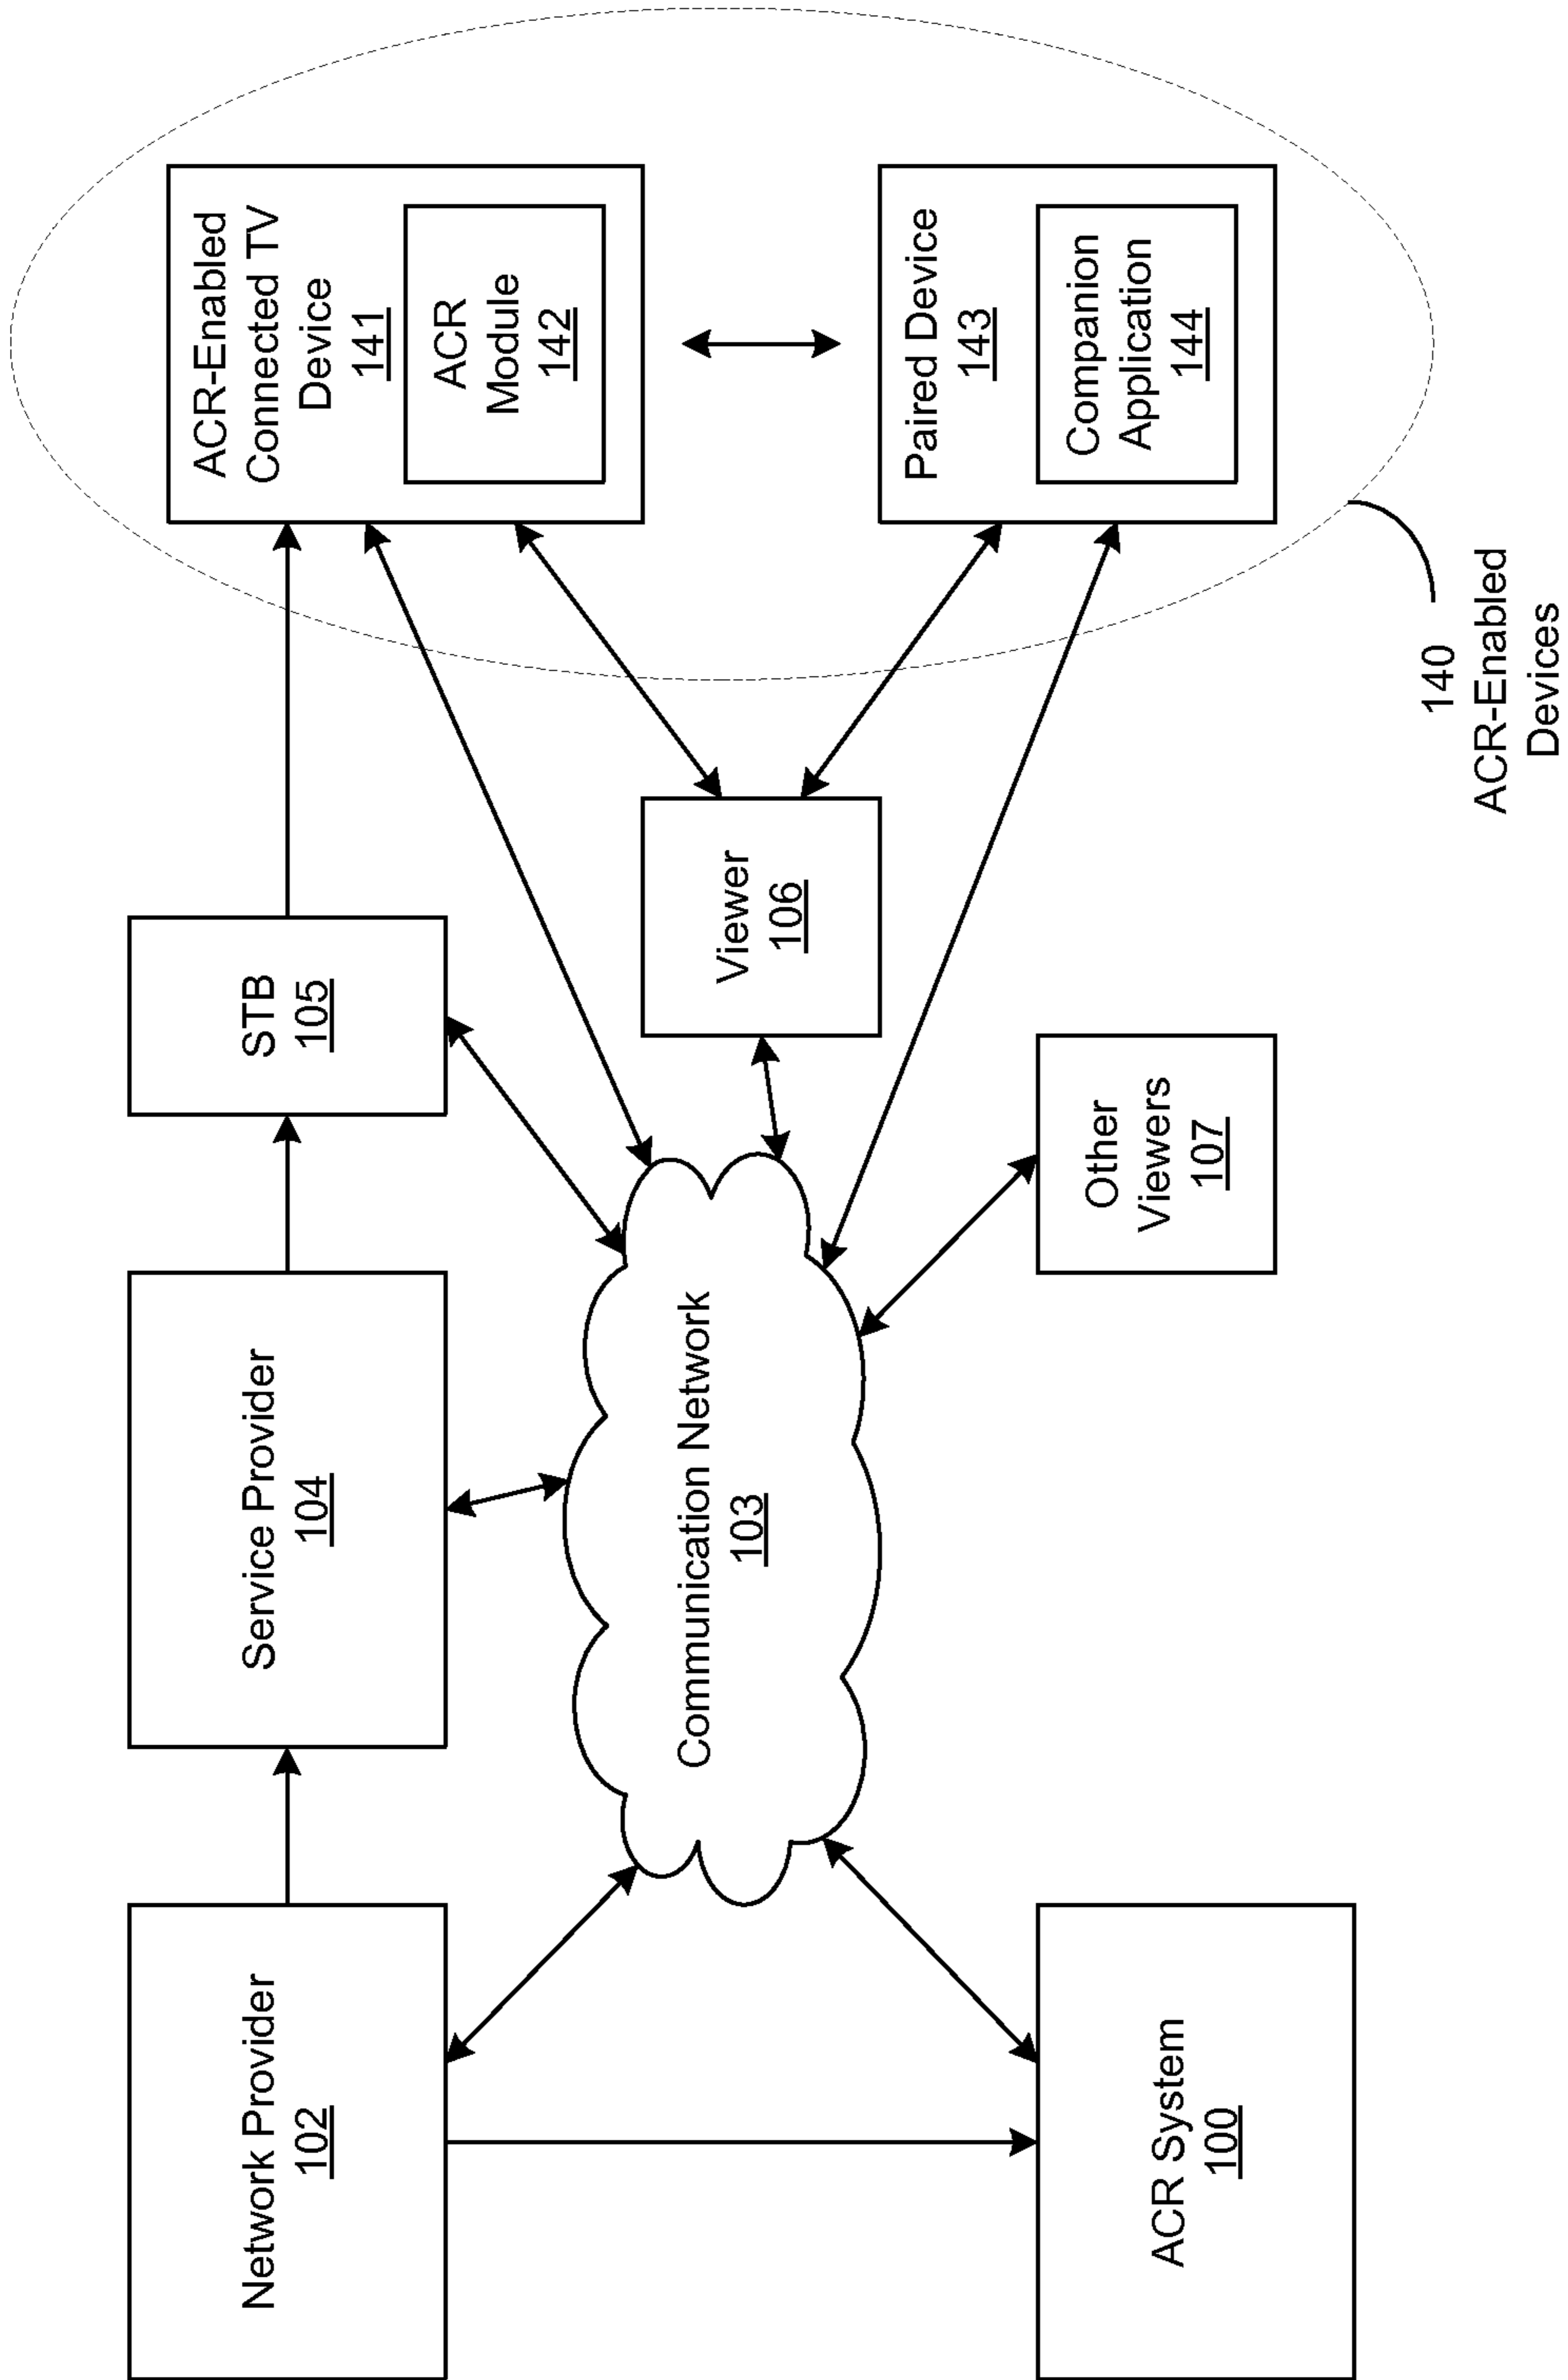 Network Provider
102
Service Provider
104
STB
105
ACR-Enabled
Connected TV
Device
141
ACR
Module
142
Communication Network
103
Viewer
106
Paired Device
143
Companion
Application
144
ACR System
100
Other
Viewers
107
140
ACR-Enabled
Devices